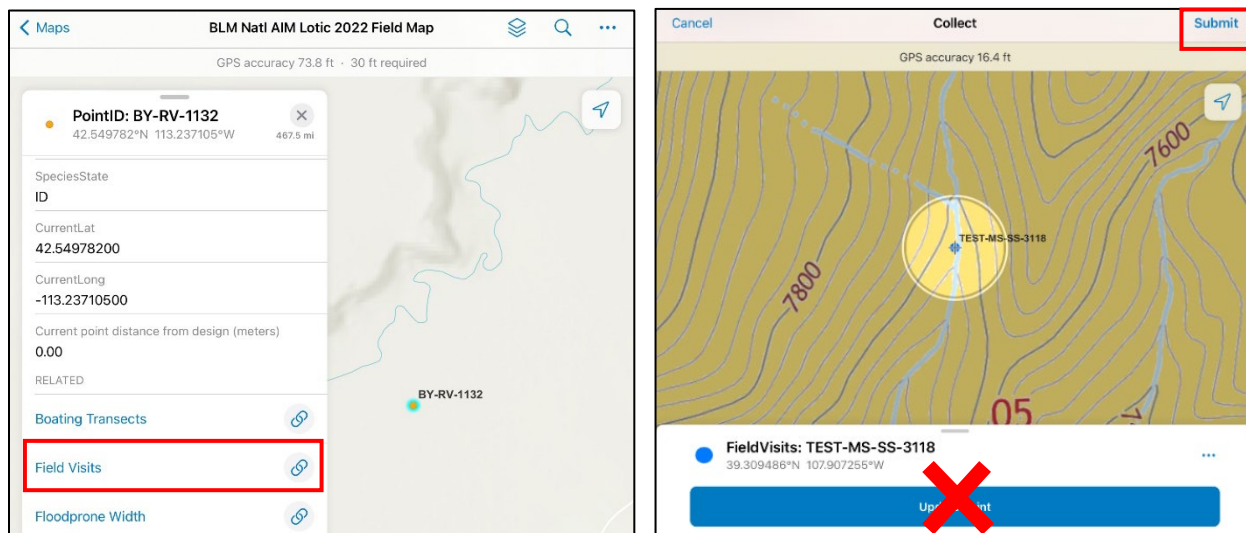 Maps
BLM Natl AIM Lotic 2022 Field Map
GPS accuracy 73.8 ft · 30 ft required
PointID: BY-RV-1132
42.549782°N 113.237105°W
467.5 mi
SpeciesState
ID
CurrentLat
42.54978200
CurrentLong
-113.23710500
Current point distance from design (meters)
0.00
RELATED
Boating Transects
Field Visits
Floodprone Width
BY-RV-1132
Cancel
Collect
Submit
GPS accuracy 16.4 ft
7600
TEST-MS-SS-3118
7800
05
FieldVisits: TEST-MS-SS-3118
39.309486°N 107.907255°W